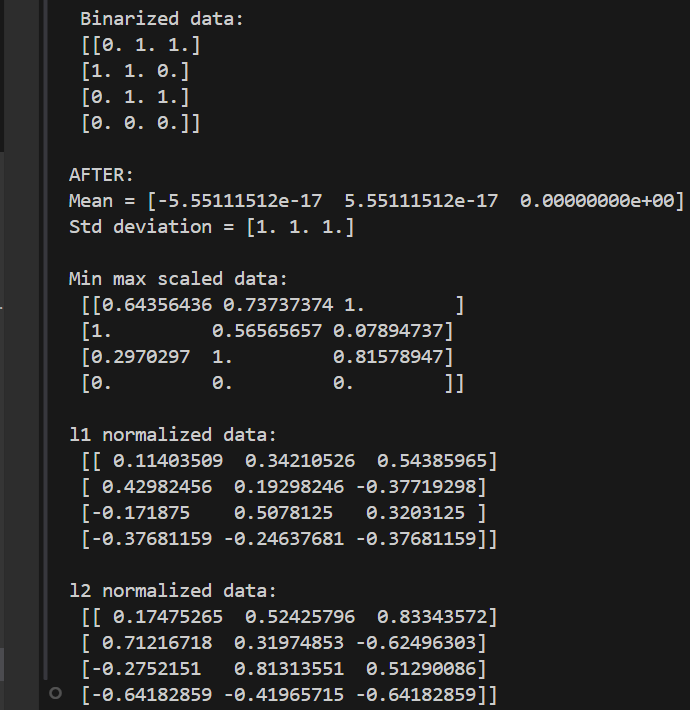 Binarized data:
[[0. 1. 1.]
[1. 1. 0.]
[0. 1. 1.]
[0. 0. 0.]]
AFTER:
Mean = [-5.55111512e-17  5.55111512e-17  0.00000000e+00]
Std deviation = [1. 1. 1.]
Min max scaled data:
[[0.64356436 0.73737374 1.        ]
[1.         0.56565657 0.07894737]
[0.2970297  1.         0.81578947]
[0.         0.         0.        ]]
l1 normalized data:
[[ 0.11403509  0.34210526  0.54385965]
[ 0.42982456  0.19298246 -0.37719298]
[-0.171875    0.5078125   0.3203125 ]
[-0.37681159 -0.24637681 -0.37681159]]
l2 normalized data:
[[ 0.17475265  0.52425796  0.83343572]
[ 0.71216718  0.31974853 -0.62496303]
[-0.2752151   0.81313551  0.51290086]
[-0.64182859 -0.41965715 -0.64182859]]